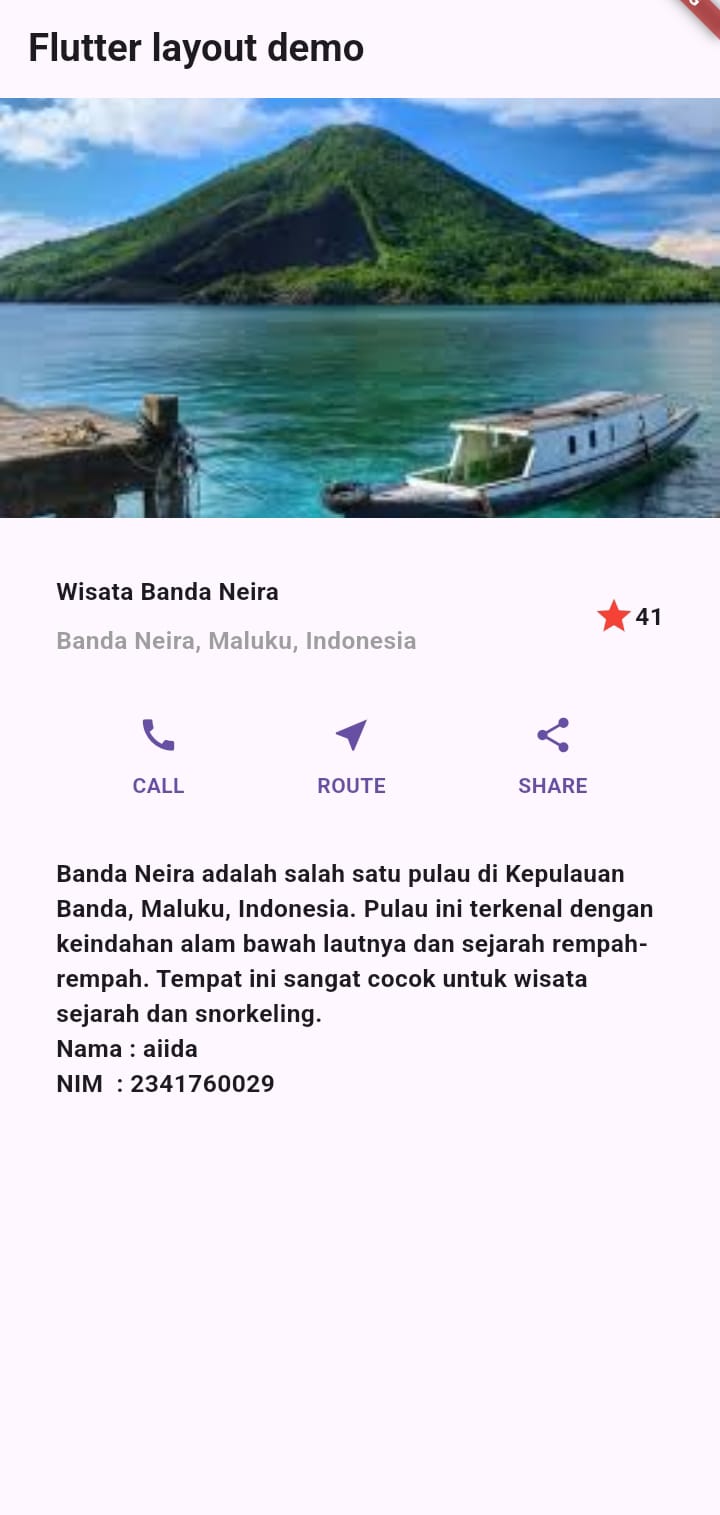 Flutter layout demo
Wisata Banda Neira
Banda Neira, Maluku, Indonesia
41
CALL
ROUTE
SHARE
Banda Neira adalah salah satu pulau di Kepulauan
Banda, Maluku, Indonesia. Pulau ini terkenal dengan
keindahan alam bawah lautnya dan sejarah rempah-
rempah. Tempat ini sangat cocok untuk wisata
sejarah dan snorkeling.
Nama : aiida
NIM  : 2341760029